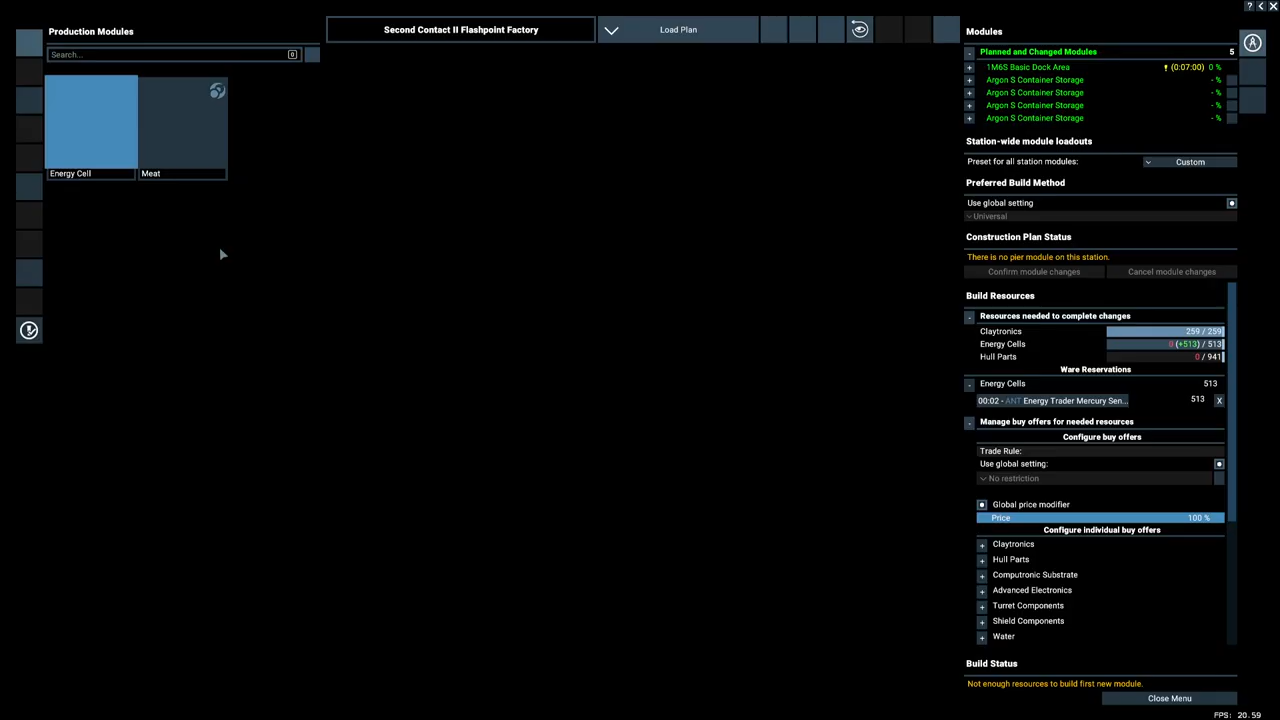 ? X
Production Modules
Second Contact II Flashpoint Factory
Load Plan
Search...
Energy Cell
Meat
Modules
- Planned and Changed Modules 5
+ 1M6S Basic Dock Area (0:07:00) 0 %
+ Argon S Container Storage - %
+ Argon S Container Storage - %
+ Argon S Container Storage - %
+ Argon S Container Storage - %
Station-wide module loadouts
Preset for all station modules: Custom
Preferred Build Method
Use global setting
Universal
Construction Plan Status
There is no pier module on this station.
Confirm module changes Cancel module changes
Build Resources
- Resources needed to complete changes
Claytronics 259 / 259
Energy Cells 0 (+513) / 513
Hull Parts 0 / 941
Ware Reservations
- Energy Cells 513
00:02 - ANT Energy Trader Mercury Sen... 513 X
- Manage buy offers for needed resources
Configure buy offers
Trade Rule:
Use global setting:
No restriction
Global price modifier
Price 100 %
Configure individual buy offers
+ Claytronics
+ Hull Parts
+ Computronic Substrate
+ Advanced Electronics
+ Turret Components
+ Shield Components
+ Water
Build Status
Not enough resources to build first new module.
Close Menu
FPS: 20.59